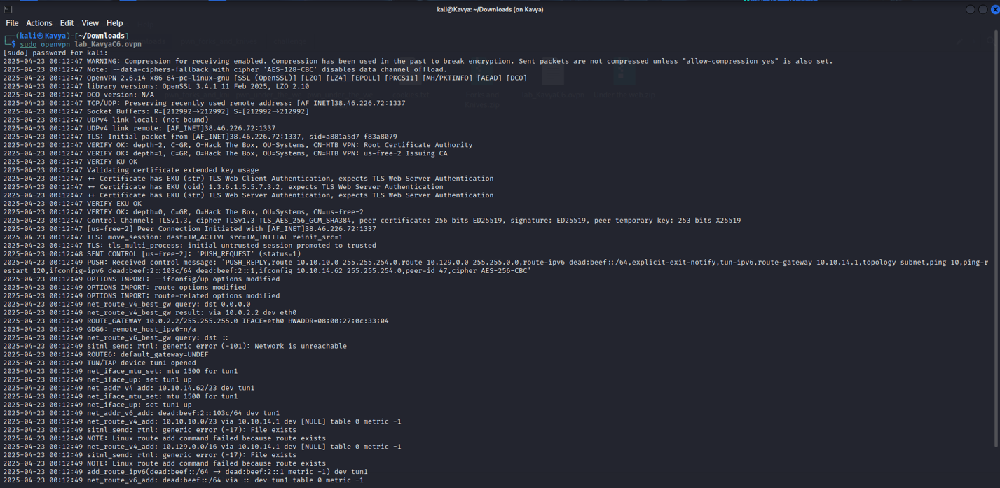 kali@Kavya: ~/Downloads (on Kavya)
File Actions Edit View Help
┌──(kali㉿Kavya)-[~/Downloads]
└─$ sudo openvpn lab_KavyaC6.ovpn
[sudo] password for kali:
2025-04-23 00:12:47 WARNING: Compression for receiving enabled. Compression has been used in the past to break encryption. Sent packets are not compressed unless "allow-compression yes" is also set.
2025-04-23 00:12:47 Note: --data-ciphers-fallback with cipher 'AES-128-CBC' disables data channel offload.
2025-04-23 00:12:47 OpenVPN 2.6.14 x86_64-pc-linux-gnu [SSL (OpenSSL)] [LZO] [LZ4] [EPOLL] [PKCS11] [MH/PKTINFO] [AEAD] [DCO]
2025-04-23 00:12:47 library versions: OpenSSL 3.4.1 11 Feb 2025, LZO 2.10
2025-04-23 00:12:47 DCO version: N/A
2025-04-23 00:12:47 TCP/UDP: Preserving recently used remote address: [AF_INET]38.46.226.72:1337
2025-04-23 00:12:47 Socket Buffers: R=[212992→212992] S=[212992→212992]
2025-04-23 00:12:47 UDPv4 link local: (not bound)
2025-04-23 00:12:47 UDPv4 link remote: [AF_INET]38.46.226.72:1337
2025-04-23 00:12:47 TLS: Initial packet from [AF_INET]38.46.226.72:1337, sid=a881a5d7 f83a8079
2025-04-23 00:12:47 VERIFY OK: depth=2, C=GR, O=Hack The Box, OU=Systems, CN=HTB VPN: Root Certificate Authority
2025-04-23 00:12:47 VERIFY OK: depth=1, C=GR, O=Hack The Box, OU=Systems, CN=HTB VPN: us-free-2 Issuing CA
2025-04-23 00:12:47 VERIFY KU OK
2025-04-23 00:12:47 Validating certificate extended key usage
2025-04-23 00:12:47 ++ Certificate has EKU (str) TLS Web Client Authentication, expects TLS Web Server Authentication
2025-04-23 00:12:47 ++ Certificate has EKU (oid) 1.3.6.1.5.5.7.3.2, expects TLS Web Server Authentication
2025-04-23 00:12:47 ++ Certificate has EKU (str) TLS Web Server Authentication, expects TLS Web Server Authentication
2025-04-23 00:12:47 VERIFY EKU OK
2025-04-23 00:12:47 VERIFY OK: depth=0, C=GR, O=Hack The Box, OU=Systems, CN=us-free-2
2025-04-23 00:12:47 Control Channel: TLSv1.3, cipher TLSv1.3 TLS_AES_256_GCM_SHA384, peer certificate: 256 bits ED25519, signature: ED25519, peer temporary key: 253 bits X25519
2025-04-23 00:12:47 [us-free-2] Peer Connection Initiated with [AF_INET]38.46.226.72:1337
2025-04-23 00:12:47 TLS: move_session: dest=TM_ACTIVE src=TM_INITIAL reinit_src=1
2025-04-23 00:12:47 TLS: tls_multi_process: initial untrusted session promoted to trusted
2025-04-23 00:12:48 SENT CONTROL [us-free-2]: 'PUSH_REQUEST' (status=1)
2025-04-23 00:12:49 PUSH: Received control message: 'PUSH_REPLY,route 10.10.10.0 255.255.254.0,route 10.129.0.0 255.255.0.0,route-ipv6 dead:beef::/64,explicit-exit-notify,tun-ipv6,route-gateway 10.10.14.1,topology subnet,ping 10,ping-r
estart 120,ifconfig-ipv6 dead:beef:2::103c/64 dead:beef:2::1,ifconfig 10.10.14.62 255.255.254.0,peer-id 47,cipher AES-256-CBC'
2025-04-23 00:12:49 OPTIONS IMPORT: --ifconfig/up options modified
2025-04-23 00:12:49 OPTIONS IMPORT: route options modified
2025-04-23 00:12:49 OPTIONS IMPORT: route-related options modified
2025-04-23 00:12:49 net_route_v4_best_gw query: dst 0.0.0.0
2025-04-23 00:12:49 net_route_v4_best_gw result: via 10.0.2.2 dev eth0
2025-04-23 00:12:49 ROUTE_GATEWAY 10.0.2.2/255.255.255.0 IFACE=eth0 HWADDR=08:00:27:0c:33:04
2025-04-23 00:12:49 GDG6: remote_host_ipv6=n/a
2025-04-23 00:12:49 net_route_v6_best_gw query: dst ::
2025-04-23 00:12:49 sitnl_send: rtnl: generic error (-101): Network is unreachable
2025-04-23 00:12:49 ROUTE6: default_gateway=UNDEF
2025-04-23 00:12:49 TUN/TAP device tun1 opened
2025-04-23 00:12:49 net_iface_mtu_set: mtu 1500 for tun1
2025-04-23 00:12:49 net_iface_up: set tun1 up
2025-04-23 00:12:49 net_addr_v4_add: 10.10.14.62/23 dev tun1
2025-04-23 00:12:49 net_iface_mtu_set: mtu 1500 for tun1
2025-04-23 00:12:49 net_iface_up: set tun1 up
2025-04-23 00:12:49 net_addr_v6_add: dead:beef:2::103c/64 dev tun1
2025-04-23 00:12:49 net_route_v4_add: 10.10.10.0/23 via 10.10.14.1 dev [NULL] table 0 metric -1
2025-04-23 00:12:49 sitnl_send: rtnl: generic error (-17): File exists
2025-04-23 00:12:49 NOTE: Linux route add command failed because route exists
2025-04-23 00:12:49 net_route_v4_add: 10.129.0.0/16 via 10.10.14.1 dev [NULL] table 0 metric -1
2025-04-23 00:12:49 sitnl_send: rtnl: generic error (-17): File exists
2025-04-23 00:12:49 NOTE: Linux route add command failed because route exists
2025-04-23 00:12:49 add_route_ipv6(dead:beef::/64 → dead:beef:2::1 metric -1) dev tun1
2025-04-23 00:12:49 net_route_v6_add: dead:beef::/64 via :: dev tun1 table 0 metric -1